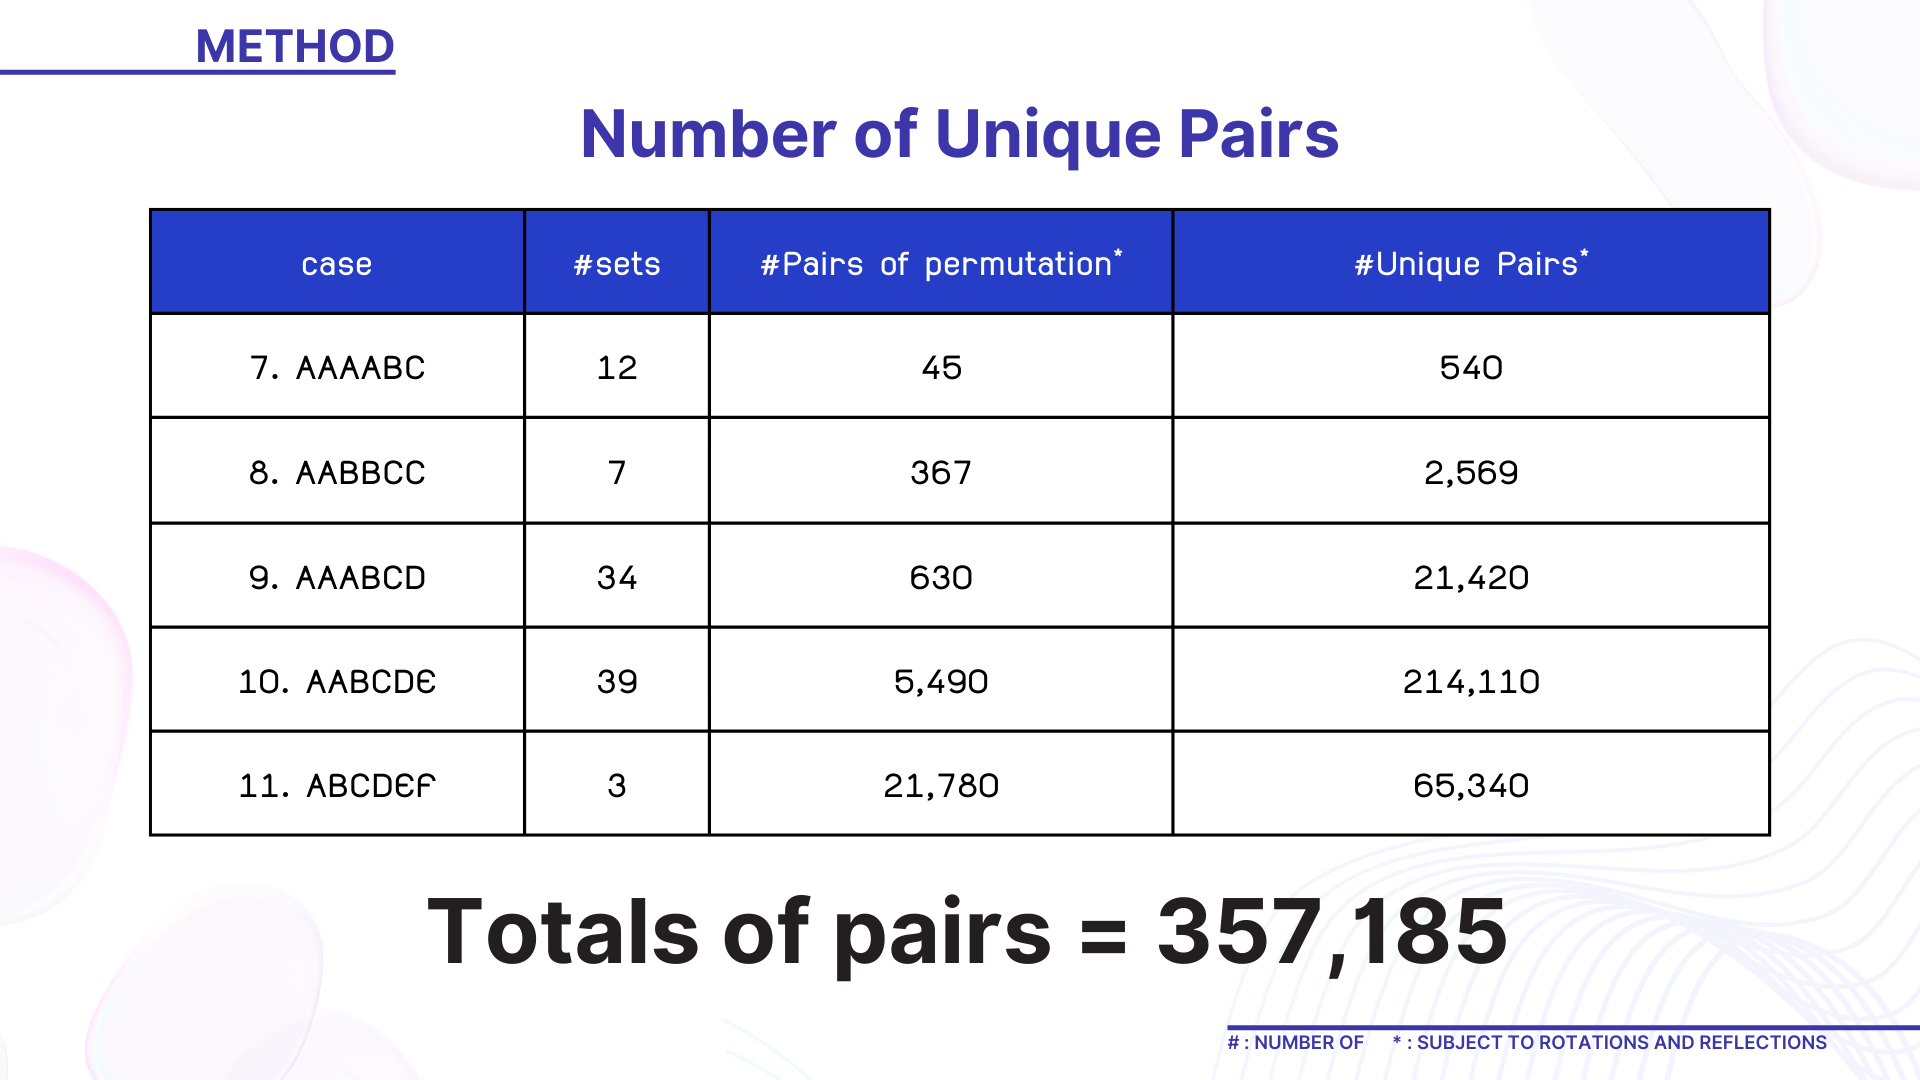 METHOD
Number of Unique Pairs
case #sets #Pairs of permutation* #Unique Pairs*
7. AAAABC 12 45 540
8. AABBCC 7 367 2,569
9. AAABCD 34 630 21,420
10. AABCDE 39 5,490 214,110
11. ABCDEF 3 21,780 65,340
Totals of pairs = 357,185
# : NUMBER OF * : SUBJECT TO ROTATIONS AND REFLECTIONS